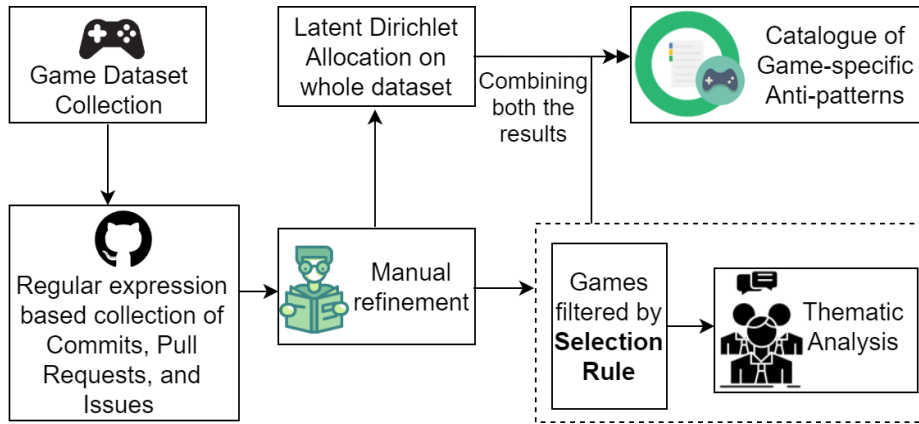 Game Dataset
Collection
Latent Dirichlet
Allocation on
whole dataset
Combining
both the
results
Catalogue of
Game-specific
Anti-patterns
Regular expression
based collection of
Commits, Pull
Requests, and
Issues
Manual
refinement
Games
filtered by
Selection
Rule
Thematic
Analysis